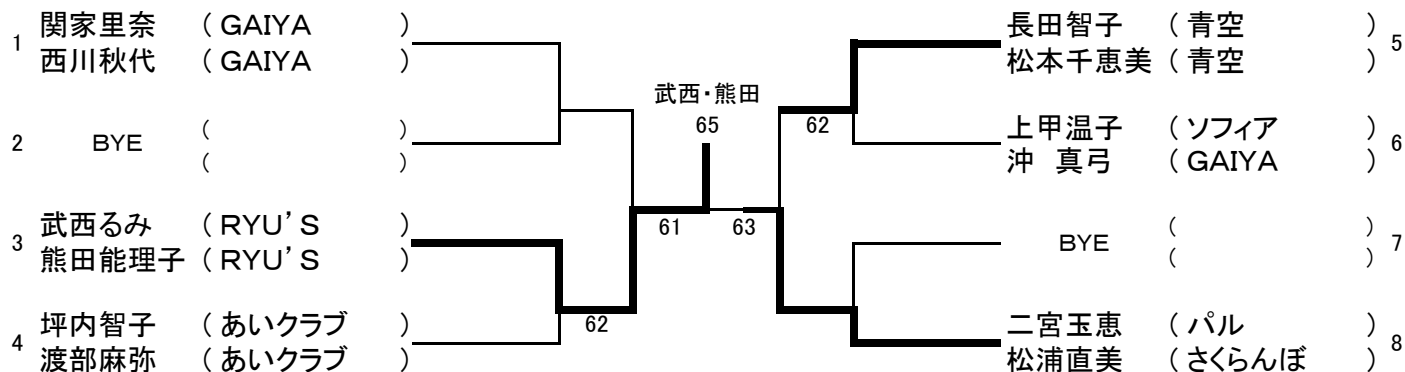 1 関家里奈 ( GAIYA )
西川秋代 ( GAIYA )
2 BYE ( )
( )
3 武西るみ ( RYU'S )
熊田能理子 ( RYU'S )
4 坪内智子 ( あいクラブ )
渡部麻弥 ( あいクラブ )
62
61
武西・熊田
65
63
62
長田智子 ( 青空 ) 5
松本千恵美 ( 青空 )
上甲温子 ( ソフィア ) 6
沖 真弓 ( GAIYA )
BYE ( ) 7
( )
二宮玉恵 ( パル ) 8
松浦直美 ( さくらんぼ )